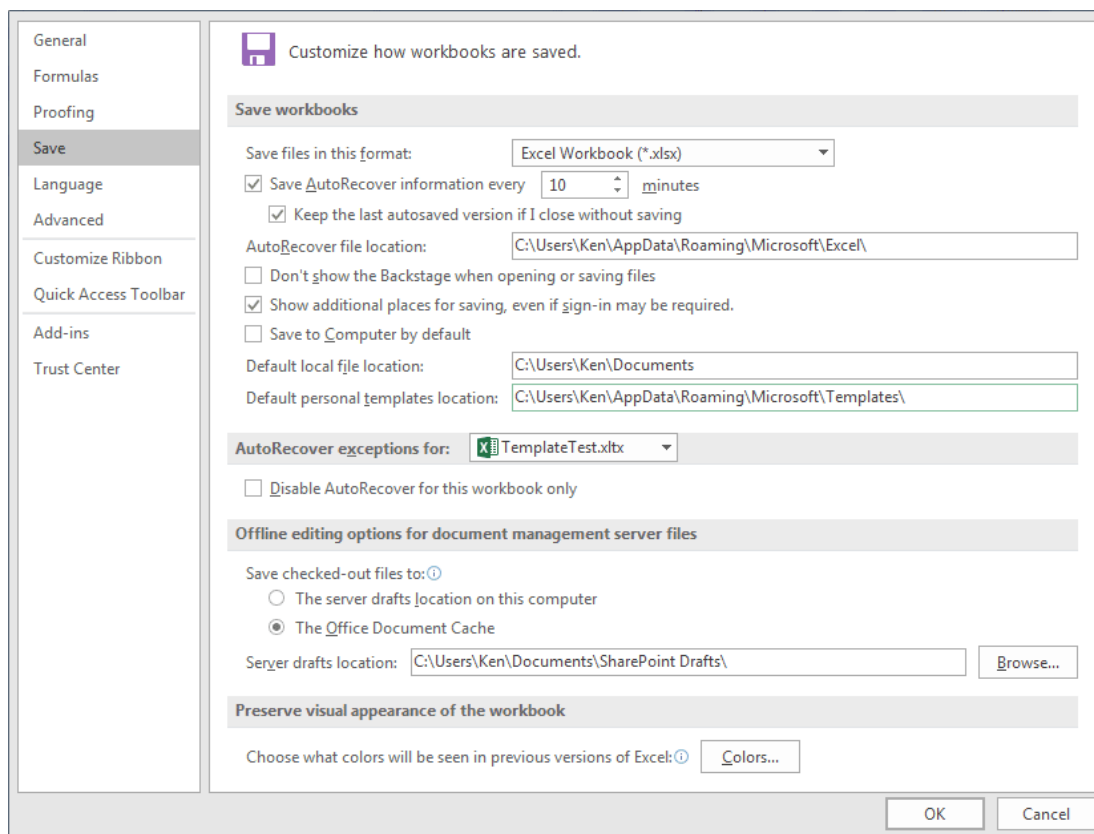 General
Formulas
Proofing
Save
Language
Advanced
Customize Ribbon
Quick Access Toolbar
Add-ins
Trust Center
Customize how workbooks are saved.
Save workbooks
Save files in this format: Excel Workbook (*.xlsx)
Save AutoRecover information every 10 minutes
Keep the last autosaved version if I close without saving
AutoRecover file location: C:\Users\Ken\AppData\Roaming\Microsoft\Excel\
Don't show the Backstage when opening or saving files
Show additional places for saving, even if sign-in may be required.
Save to Computer by default
Default local file location: C:\Users\Ken\Documents
Default personal templates location: C:\Users\Ken\AppData\Roaming\Microsoft\Templates\
AutoRecover exceptions for: TemplateTest.xltx
Disable AutoRecover for this workbook only
Offline editing options for document management server files
Save checked-out files to:
The server drafts location on this computer
The Office Document Cache
Server drafts location: C:\Users\Ken\Documents\SharePoint Drafts\ Browse...
Preserve visual appearance of the workbook
Choose what colors will be seen in previous versions of Excel: Colors...
OK Cancel